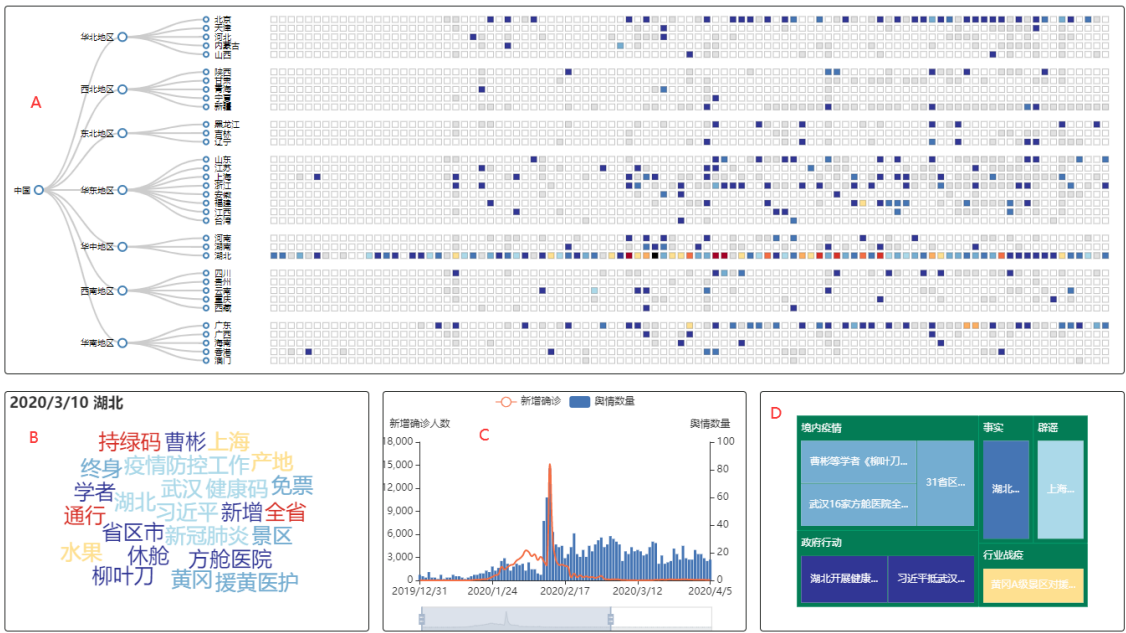 A
中国
华北地区
北京
天津
河北
内蒙古
山西
西北地区
陕西
甘肃
青海
宁夏
新疆
东北地区
黑龙江
吉林
辽宁
华东地区
山东
江苏
上海
浙江
安徽
福建
江西
台湾
华中地区
河南
湖南
湖北
西南地区
四川
贵州
云南
重庆
西藏
华南地区
广东
广西
海南
香港
澳门
2020/3/10 湖北
B
持绿码 曹彬 上海
终身 疫情防控工作 产地
学者 湖北 武汉 健康码 免票
通行 习近平 新增 全省
省区市 新冠肺炎 景区
水果 休舱 方舱医院
柳叶刀 黄冈 援黄医护
C
新增确诊 舆情数量
新增确诊人数 舆情数量
18,000 100
15,000 80
12,000
9,000 60
6,000 40
3,000 20
0 0
2019/12/31 2020/1/24 2020/2/17 2020/3/12 2020/4/5
D
境内疫情 事实 辟谣
曹彬等学者《柳叶刀...
31省区...
武汉16家方舱医院全...
湖北...
上海...
政府行动
湖北开展健康...
习近平抵武汉...
行业战疫
黄冈A级景区对援...